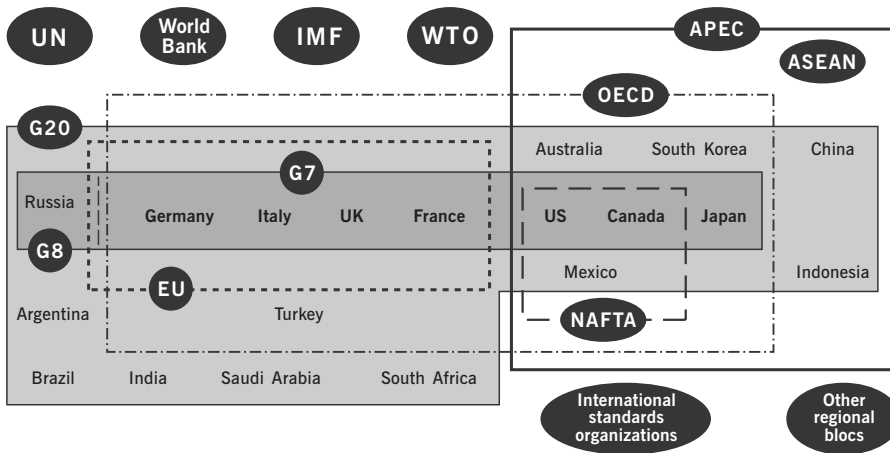 UN
World
Bank
IMF
WTO
APEC
ASEAN
OECD
G20
Australia South Korea China
G7
Russia
Germany Italy UK France US Canada Japan
G8
Mexico Indonesia
EU
Argentina Turkey
NAFTA
Brazil India Saudi Arabia South Africa
International
standards
organizations
Other
regional
blocs